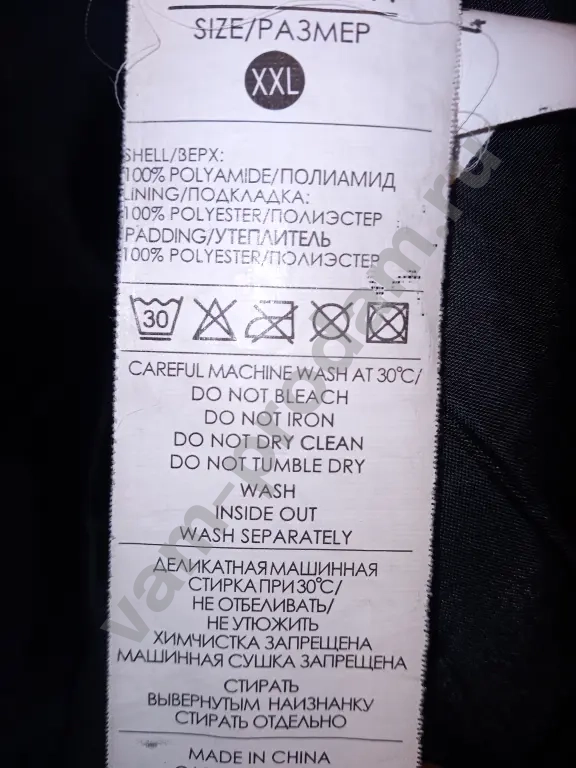 SIZE/РАЗМЕР
XXL
SHELL/ВЕРХ:
100% POLYAMIDE/ПОЛИАМИД
LINING/ПОДКЛАДКА:
100% POLYESTER/ПОЛИЭСТЕР
PADDING/УТЕПЛИТЕЛЬ
100% POLYESTER/ПОЛИЭСТЕР
30
CAREFUL MACHINE WASH AT 30°C/
DO NOT BLEACH
DO NOT IRON
DO NOT DRY CLEAN
DO NOT TUMBLE DRY
WASH
INSIDE OUT
WASH SEPARATELY
ДЕЛИКАТНАЯ МАШИННАЯ
СТИРКА ПРИ 30°C/
НЕ ОТБЕЛИВАТЬ/
НЕ УТЮЖИТЬ
ХИМЧИСТКА ЗАПРЕЩЕНА
МАШИННАЯ СУШКА ЗАПРЕЩЕНА
СТИРАТЬ
ВЫВЕРНУТЫМ НАИЗНАНКУ
СТИРАТЬ ОТДЕЛЬНО
MADE IN CHINA
vam-prodam.ru